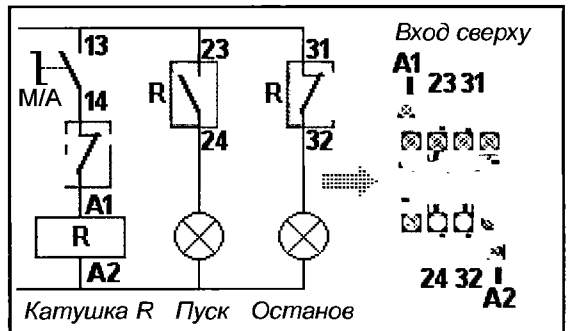 Вход сверху
13
23
31
A1
23 31
R
R
М/А
14
24
32
A1
R
A2
24 32
A2
Катушка R Пуск Останов